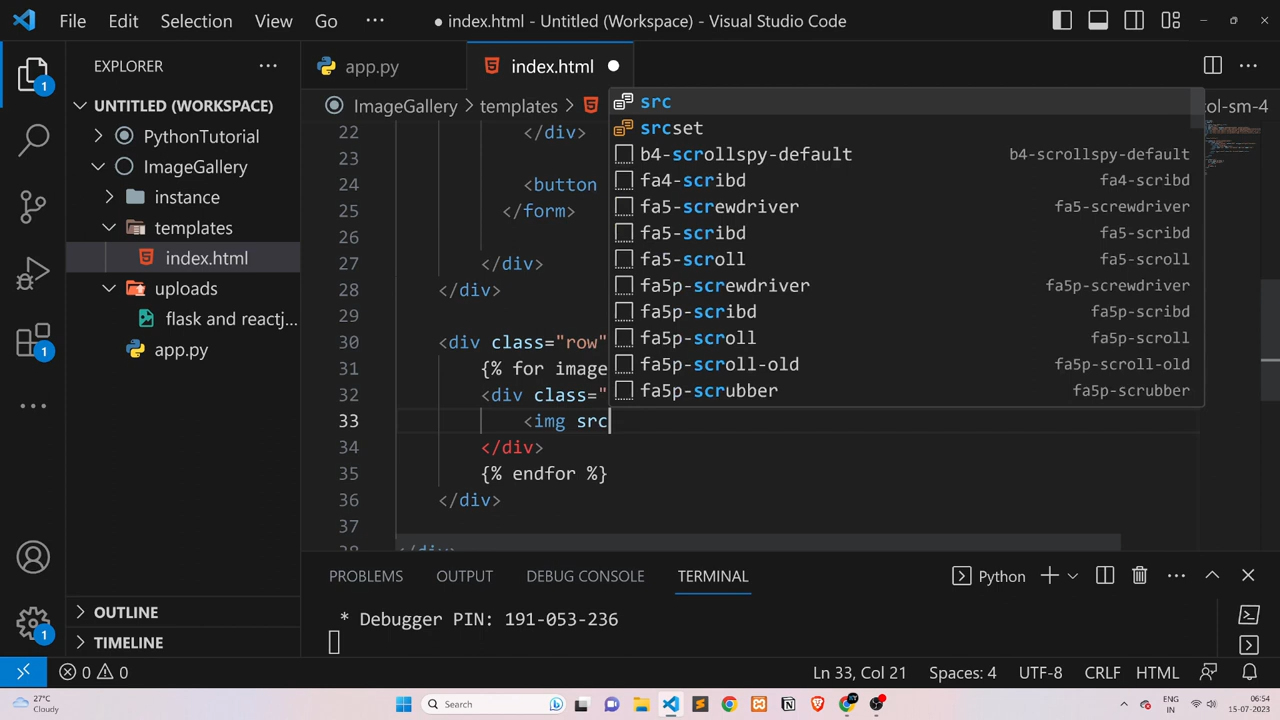 File Edit Selection View Go ··· ● index.html - Untitled (Workspace) - Visual Studio Code
EXPLORER ···
UNTITLED (WORKSPACE)
PythonTutorial
ImageGallery
instance
templates
index.html
uploads
flask and reactj...
app.py
OUTLINE
TIMELINE
1
1
1
app.py
index.html
ImageGallery > templates >
ol-sm-4
22 </div>
23
24 <button
25 </form>
26
27 </div>
28 </div>
29
30 <div class="row"
31 {% for image
32 <div class="
33 <img src
34 </div>
35 {% endfor %}
36 </div>
37
38 </div>
src
srcset
b4-scrollspy-default b4-scrollspy-default
fa4-scribd fa4-scribd
fa5-screwdriver fa5-screwdriver
fa5-scribd fa5-scribd
fa5-scroll fa5-scroll
fa5p-screwdriver fa5p-screwdriver
fa5p-scribd fa5p-scribd
fa5p-scroll fa5p-scroll
fa5p-scroll-old fa5p-scroll-old
fa5p-scrubber fa5p-scrubber
PROBLEMS OUTPUT DEBUG CONSOLE TERMINAL Python
* Debugger PIN: 191-053-236
0 0 Ln 33, Col 21 Spaces: 4 UTF-8 CRLF HTML
27°C
Cloudy
Search
ENG
IN
06:54
15-07-2023